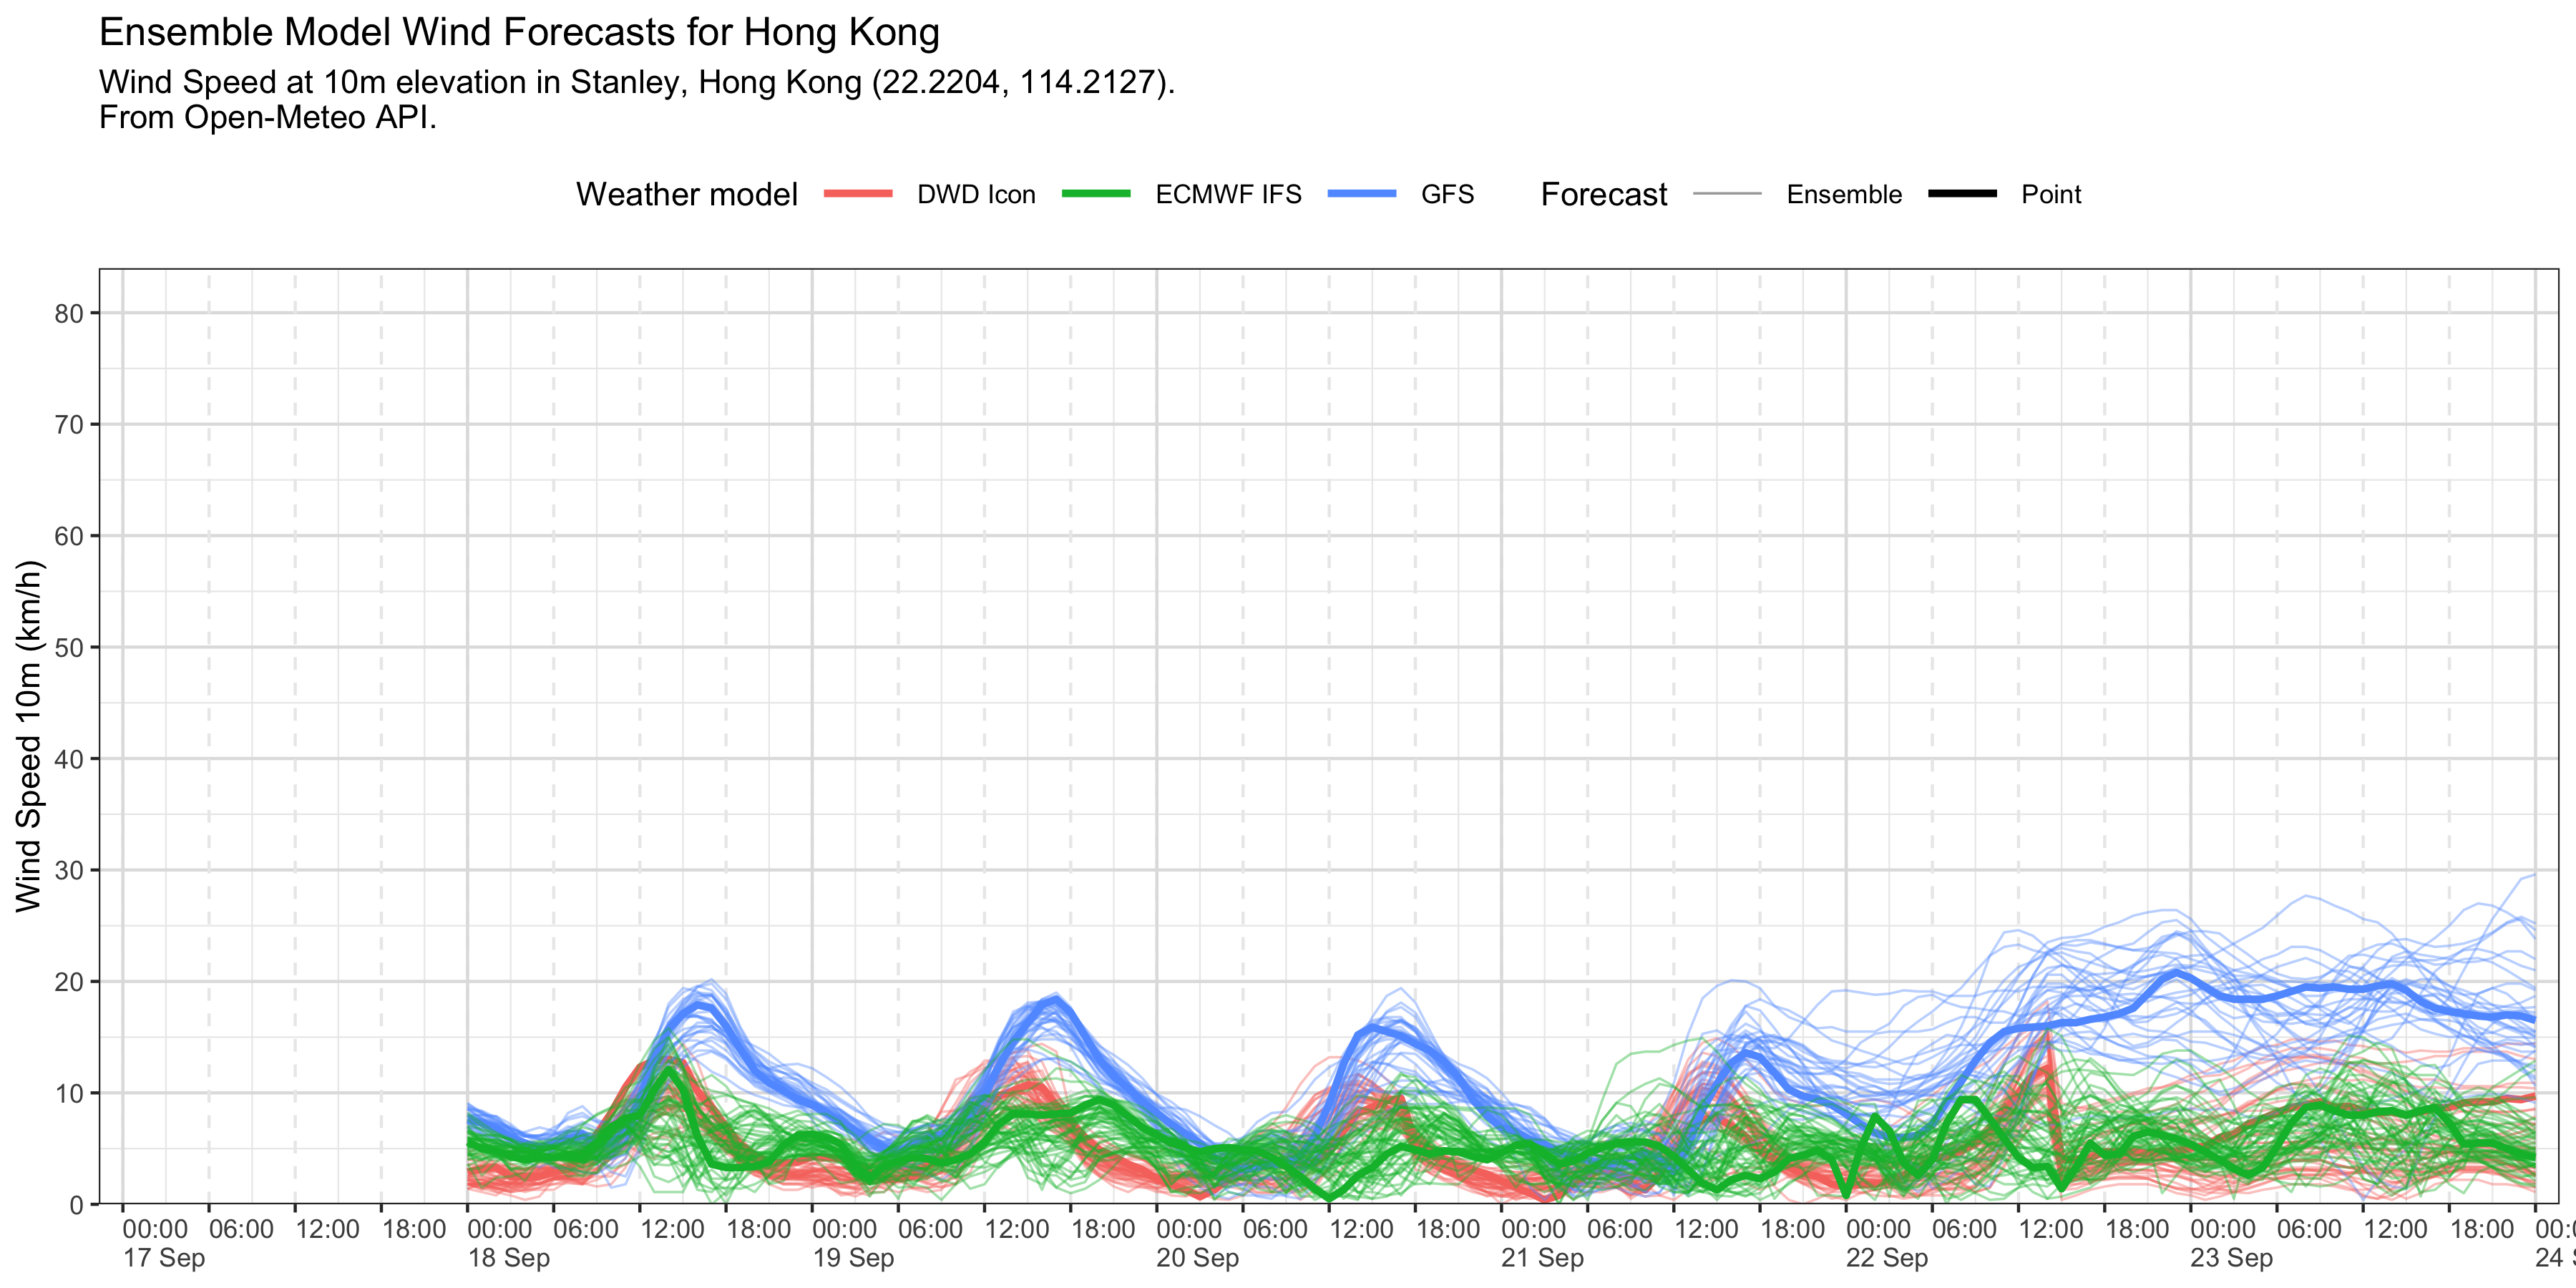 Ensemble Model Wind Forecasts for Hong Kong
Wind Speed at 10m elevation in Stanley, Hong Kong (22.2204, 114.2127).
From Open-Meteo API.
Weather model DWD Icon ECMWF IFS GFS Forecast Ensemble Point
Wind Speed 10m (km/h)
80
70
60
50
40
30
20
10
0
00:00 06:00 12:00 18:00 00:00 06:00 12:00 18:00 00:00 06:00 12:00 18:00 00:00 06:00 12:00 18:00 00:00 06:00 12:00 18:00 00:00 06:00 12:00 18:00 00:00 06:00 12:00 18:00
17 Sep 18 Sep 19 Sep 20 Sep 21 Sep 22 Sep 23 Sep 24